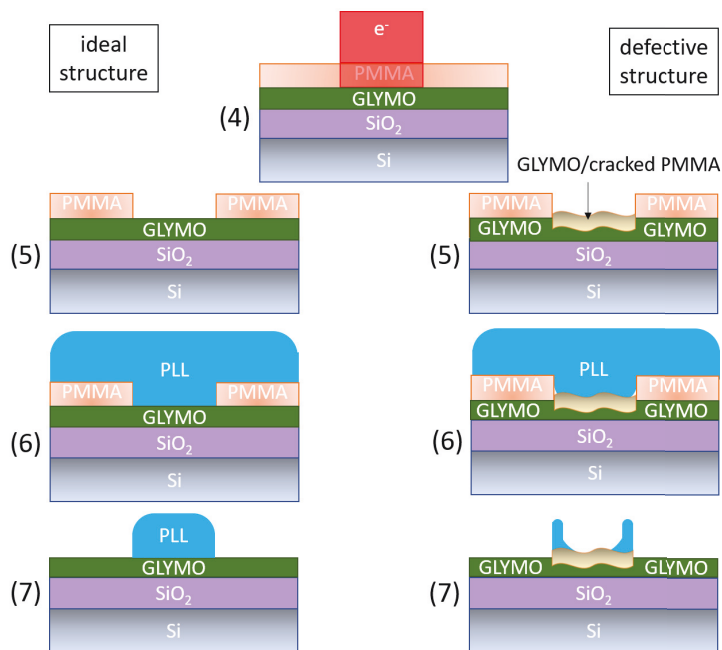 ideal
structure
e-
defective
structure
PMMA
GLYMO
(4)
SiO₂
Si
GLYMO/cracked PMMA
PMMA
PMMA
GLYMO
(5)
SiO₂
Si
PMMA
PMMA
GLYMO
GLYMO
(5)
SiO₂
Si
PLL
PMMA
PMMA
GLYMO
(6)
SiO₂
Si
PLL
PMMA
PMMA
GLYMO
GLYMO
(6)
SiO₂
Si
PLL
GLYMO
(7)
SiO₂
Si
GLYMO
GLYMO
(7)
SiO₂
Si